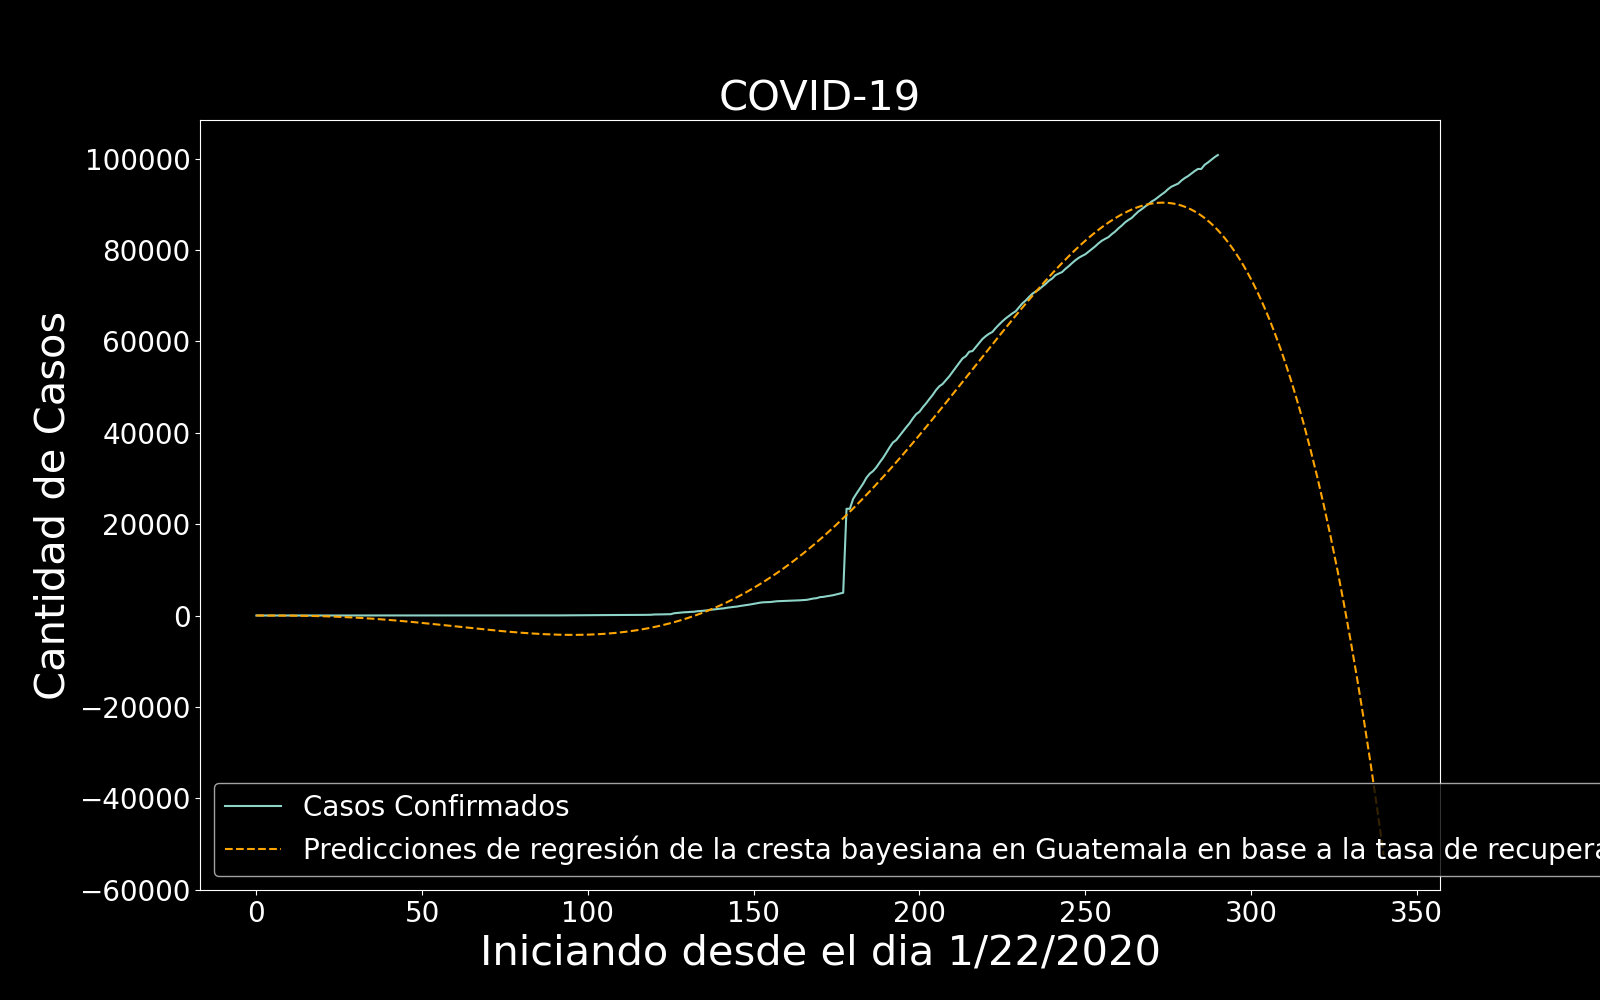 COVID-19
Cantidad de Casos
100000
80000
60000
40000
20000
0
−20000
−40000
−60000
Casos Confirmados
Predicciones de regresión de la cresta bayesiana en Guatemala en base a la tasa de recupera
0 50 100 150 200 250 300 350
Iniciando desde el dia 1/22/2020